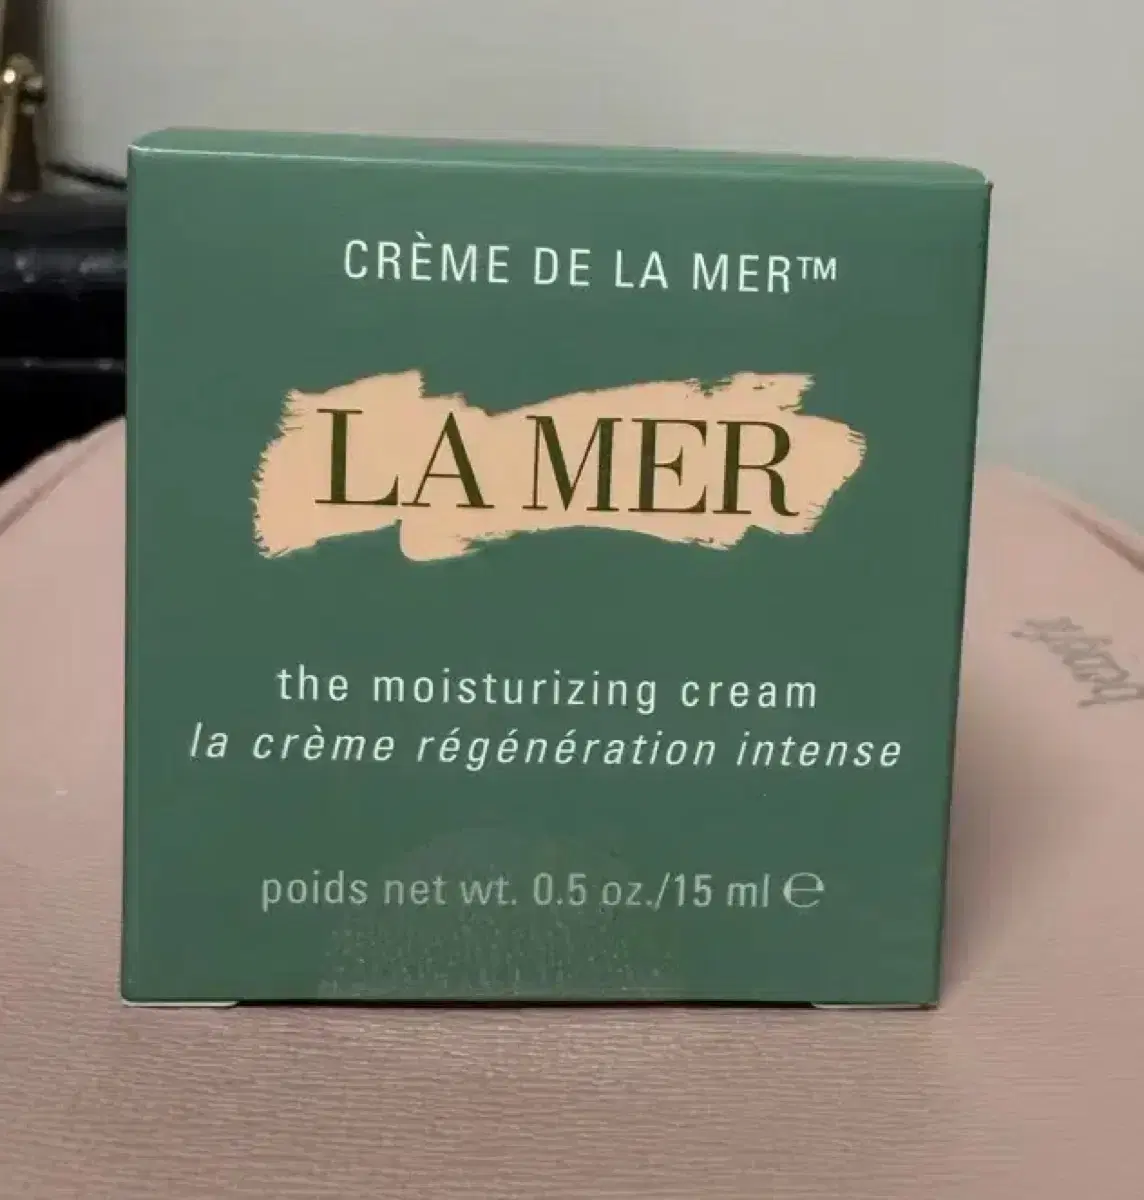 CRÈME DE LA MER™
LA MER
the moisturizing cream
la crème régénération intense
poids net wt. 0.5 oz./15 ml ℮